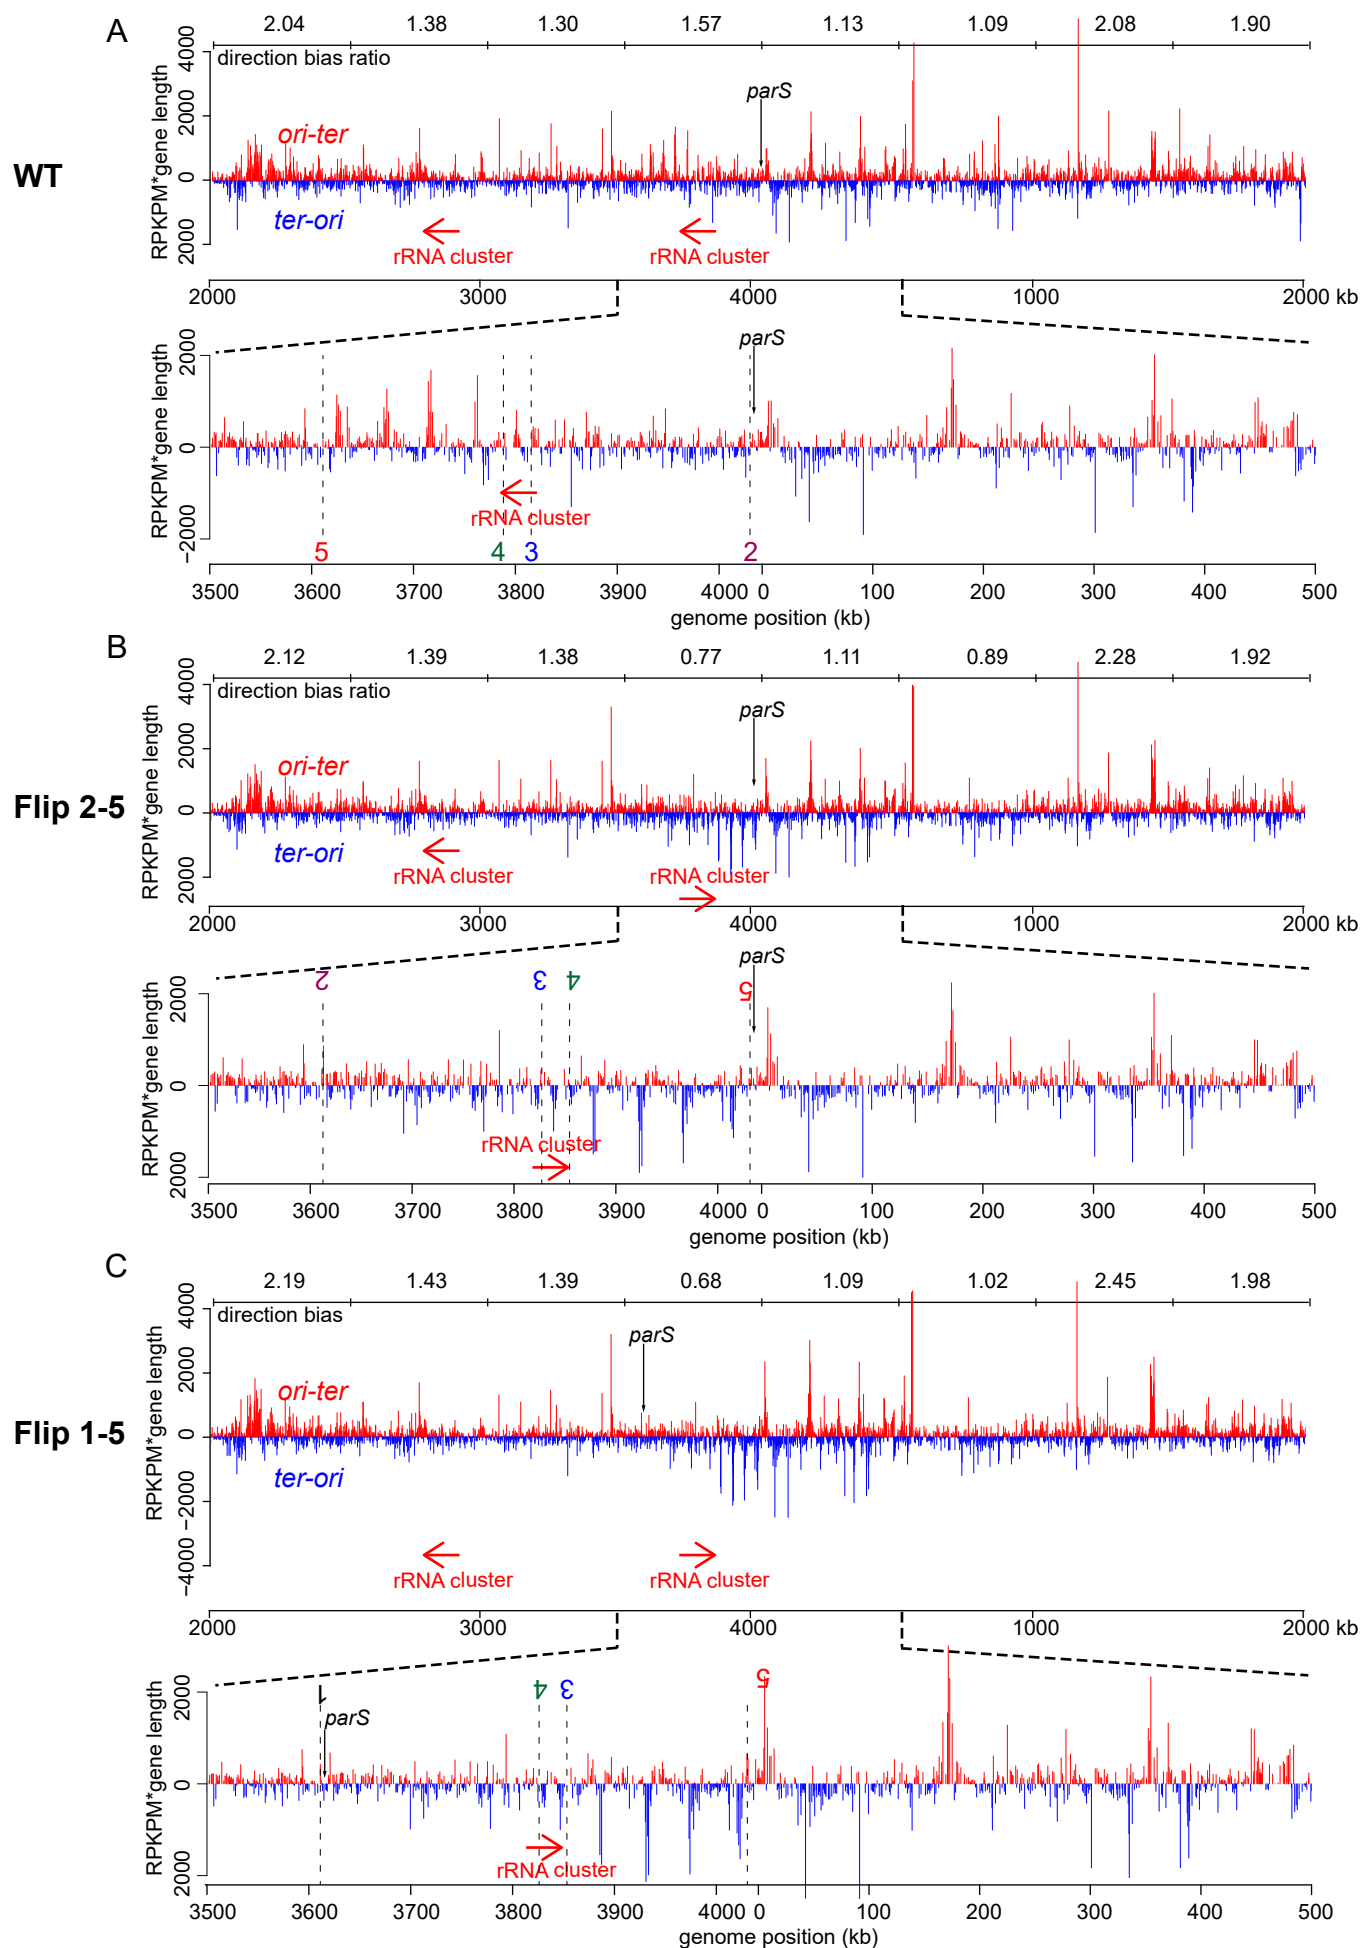 A
2.04 1.38 1.30 1.57 1.13 1.09 2.08 1.90
direction bias ratio
WT
RPKPM*gene length
4000
2000
0
2000
ori-ter
ter-ori
parS
rRNA cluster
rRNA cluster
2000 3000 4000 1000 2000 kb
RPKPM*gene length
2000
0
−2000
parS
rRNA cluster
5 4 3 2
3500 3600 3700 3800 3900 4000 0 100 200 300 400 500
genome position (kb)
B
2.12 1.39 1.38 0.77 1.11 0.89 2.28 1.92
direction bias ratio
Flip 2-5
RPKPM*gene length
4000
2000
0
2000
ori-ter
ter-ori
parS
rRNA cluster
rRNA cluster
2000 3000 4000 1000 2000 kb
RPKPM*gene length
2000
0
2000
2 3 4 5
parS
rRNA cluster
3500 3600 3700 3800 3900 4000 0 100 200 300 400 500
genome position (kb)
C
2.19 1.43 1.39 0.68 1.09 1.02 2.45 1.98
direction bias
Flip 1-5
RPKPM*gene length
4000
2000
0
−2000
−4000
ori-ter
ter-ori
parS
rRNA cluster
rRNA cluster
2000 3000 4000 1000 2000 kb
RPKPM*gene length
2000
0
2000
1 4 3 5
parS
rRNA cluster
3500 3600 3700 3800 3900 4000 0 100 200 300 400 500
genome position (kb)